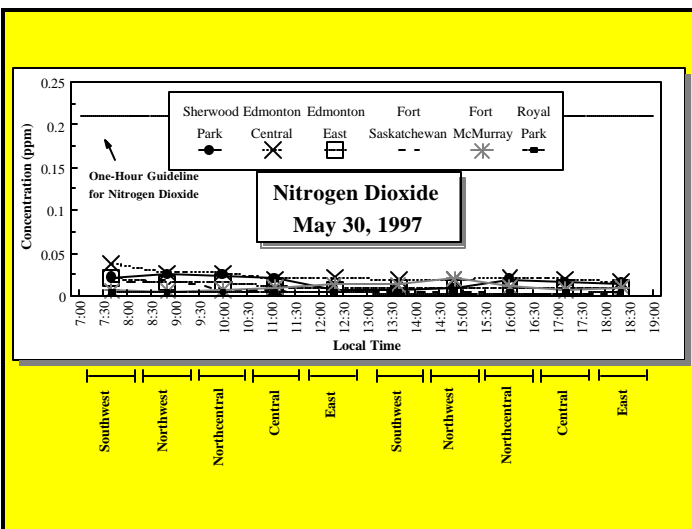 0.25
0.2
0.15
0.1
0.05
0
Concentration (ppm)
Sherwood Edmonton Edmonton Fort Fort Royal
Park Central East Saskatchewan McMurray Park
One-Hour Guideline
for Nitrogen Dioxide
Nitrogen Dioxide
May 30, 1997
7:00 7:30 8:00 8:30 9:00 9:30 10:00 10:30 11:00 11:30 12:00 12:30 13:00 13:30 14:00 14:30 15:00 15:30 16:00 16:30 17:00 17:30 18:00 18:30 19:00
Local Time
Southwest Northwest Northcentral Central East Southwest Northwest Northcentral Central East